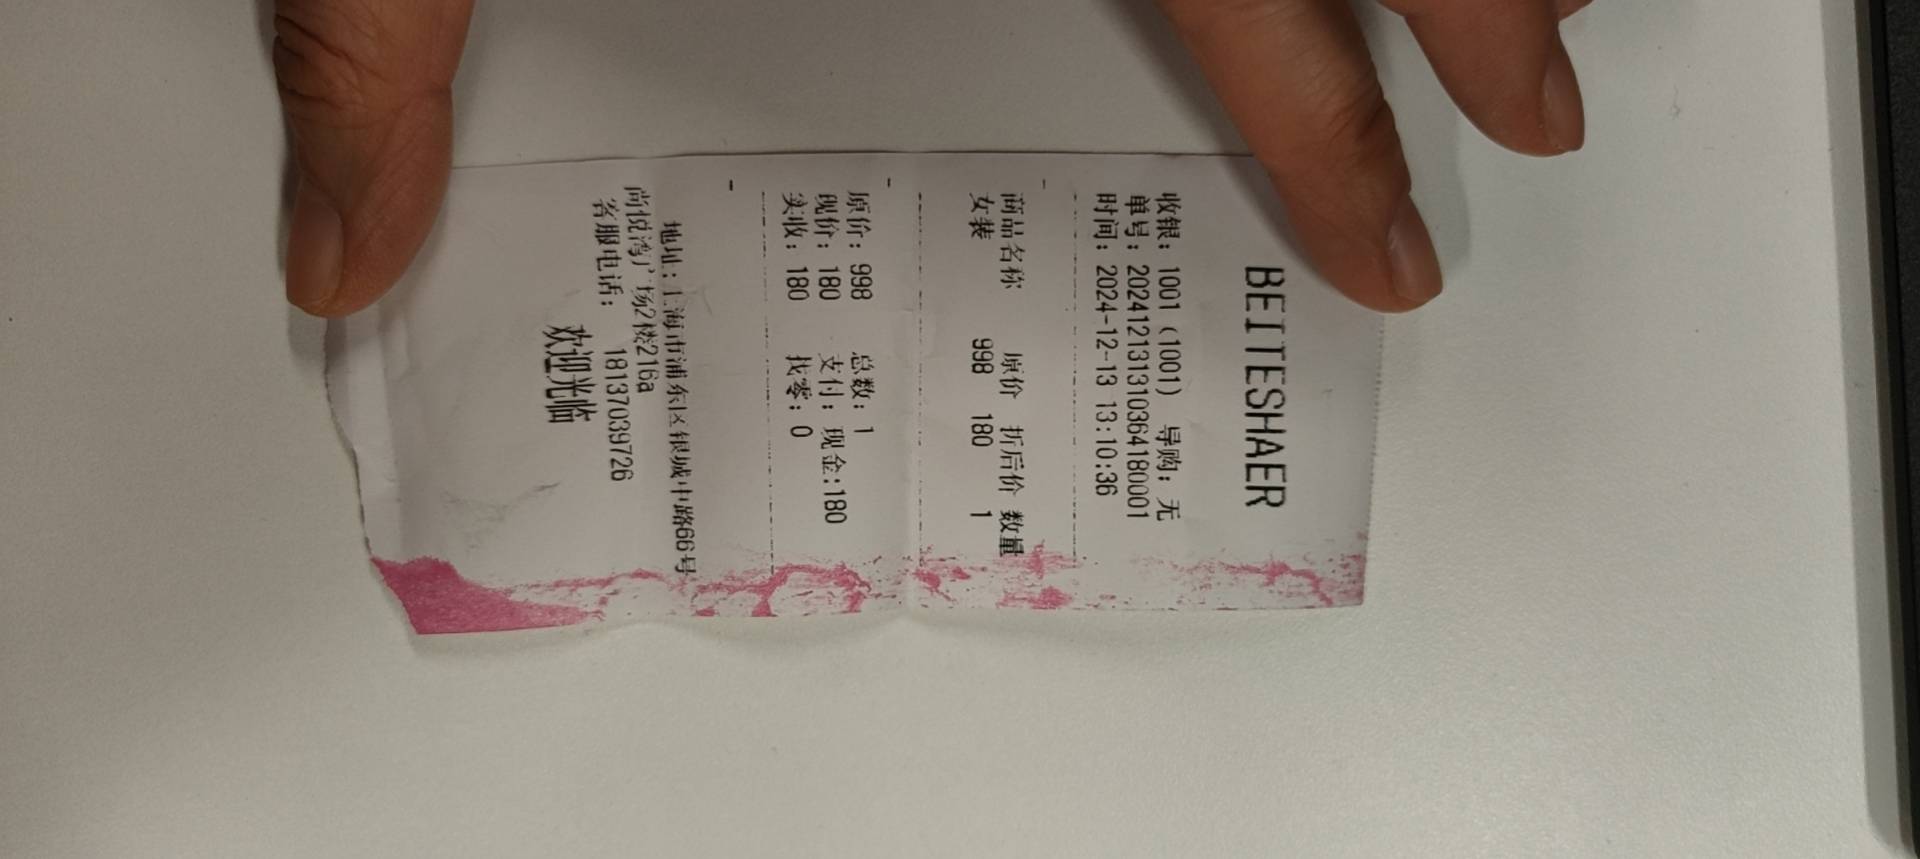 BEITESHAER
收银：1001（1001） 导购：无
单号：202412131310364180001
时间：2024-12-13 13:10:36
商品名称 原价 折后价 数量
女装 998 180 1
原价：998 总数：1
现价：180 支付：现金:180
实收：180 找零：0
地址：上海市浦东区银城中路66号
尚悦湾广场2楼216a
客服电话： 18137039726
欢迎光临